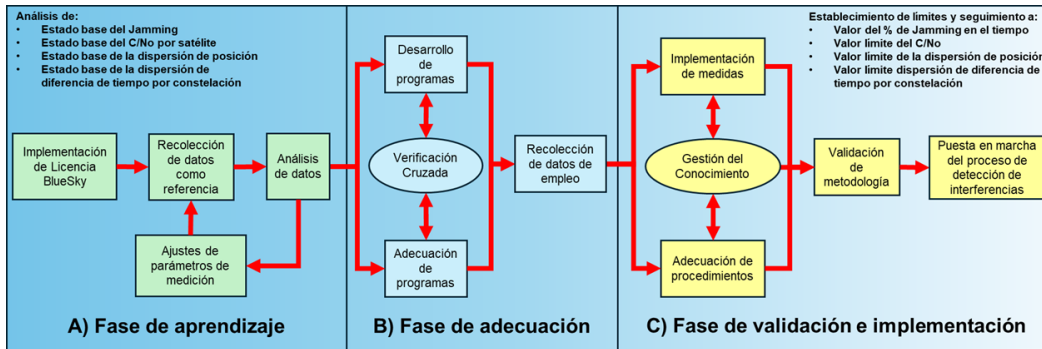 Análisis de:
• Estado base del Jamming
• Estado base del C/No por satélite
• Estado base de la dispersión de posición
• Estado base de la dispersión de
diferencia de tiempo por constelación
Implementación
de Licencia
BlueSky
Recolección
de datos
como
referencia
Análisis
de datos
Ajustes de
parámetros de
medición
A) Fase de aprendizaje
Desarrollo
de
programas
Verificación
Cruzada
Adecuación
de
programas
Recolección
de datos de
empleo
B) Fase de adecuación
Establecimiento de limites y seguimiento a:
• Valor del % de Jamming en el tiempo
• Valor limite del C/No
• Valor limite de la dispersión de posición
• Valor limite dispersión de diferencia de
tiempo por constelación
Implementación
de medidas
Gestión del
Conocimiento
Adecuación de
procedimientos
Validación
de
metodología
Puesta en
marcha
del proceso de
detección de
interferencias
C) Fase de validación e implementación